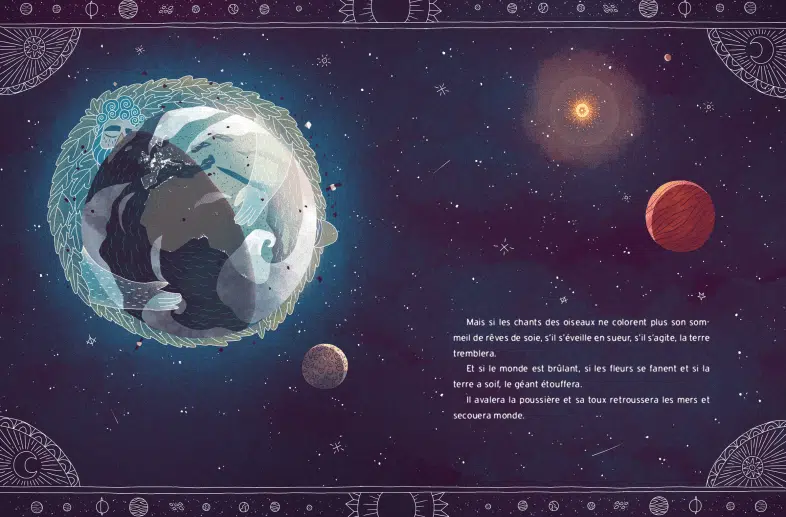 Mais si les chants des oiseaux ne colorent plus son som-
meil de rêves de soie, s'il s'éveille en sueur, s'il s'agite, la terre
tremblera.
Et si le monde est brûlant, si les fleurs se fanent et si la
terre a soif, le géant étouffera.
Il avalera la poussière et sa toux retroussera les mers et
secouera monde.